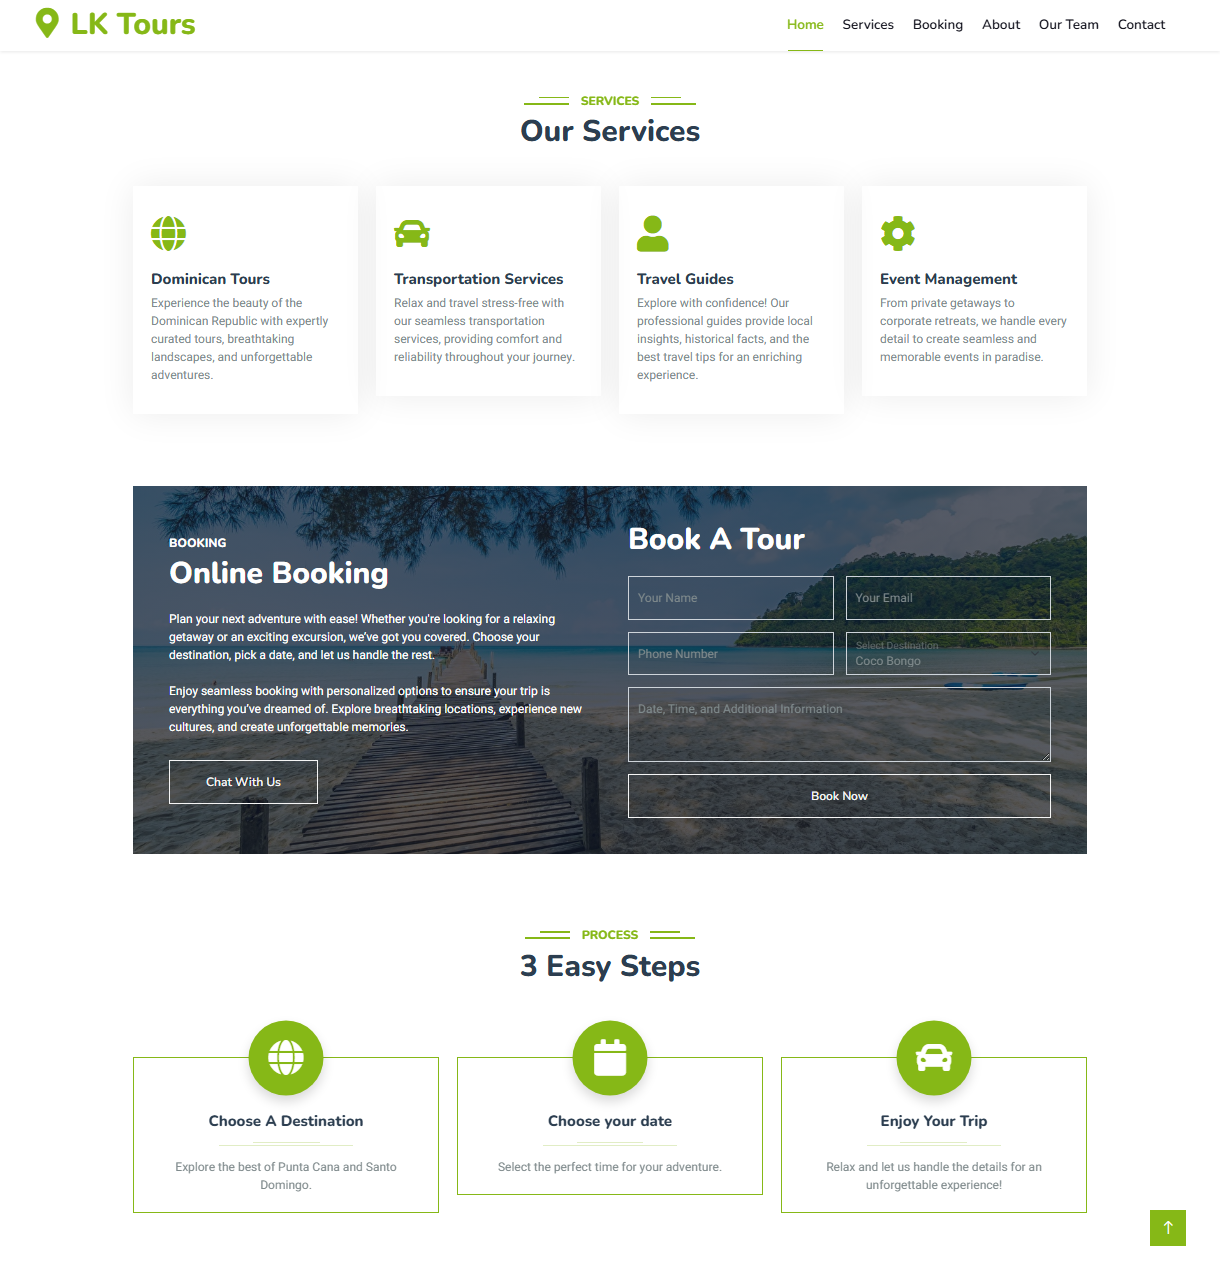 LK Tours
Home Services Booking About Our Team Contact
SERVICES
Our Services
Dominican Tours
Experience the beauty of the
Dominican Republic with expertly
curated tours, breathtaking
landscapes, and unforgettable
adventures.
Transportation Services
Relax and travel stress-free with
our seamless transportation
services, providing comfort and
reliability throughout your journey.
Travel Guides
Explore with confidence! Our
professional guides provide local
insights, historical facts, and the
best travel tips for an enriching
experience.
Event Management
From private getaways to
corporate retreats, we handle every
detail to create seamless and
memorable events in paradise.
BOOKING
Online Booking
Plan your next adventure with ease! Whether you're looking for a relaxing
getaway or an exciting excursion, we've got you covered. Choose your
destination, pick a date, and let us handle the rest.
Enjoy seamless booking with personalized options to ensure your trip is
everything you've dreamed of. Explore breathtaking locations, experience new
cultures, and create unforgettable memories.
Chat With Us
Book A Tour
Your Name
Your Email
Phone Number
Select Destination
Coco Bongo
Date, Time, and Additional Information
Book Now
PROCESS
3 Easy Steps
Choose A Destination
Explore the best of Punta Cana and Santo
Domingo.
Choose your date
Select the perfect time for your adventure.
Enjoy Your Trip
Relax and let us handle the details for an
unforgettable experience!